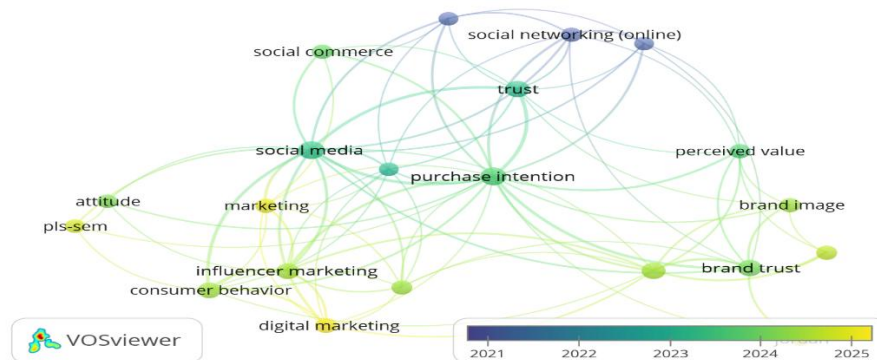 social networking (online)
social commerce
trust
social media
perceived value
purchase intention
attitude
marketing
brand image
pls-sem
influencer marketing
brand trust
consumer behavior
digital marketing
VOSviewer
2021 2022 2023 2024 2025